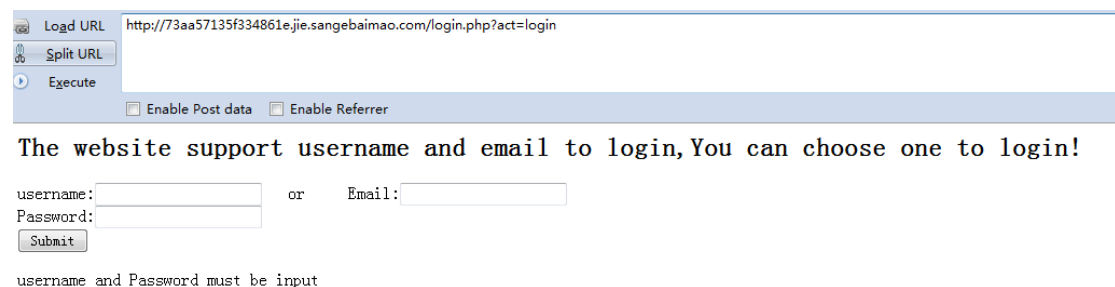 Load URL http://73aa57135f334861e.jie.sangebaimao.com/login.php?act=login
Split URL
Execute
Enable Post data Enable Referrer
The website support username and email to login,You can choose one to login!
username: or Email:
Password:
Submit
username and Password must be input